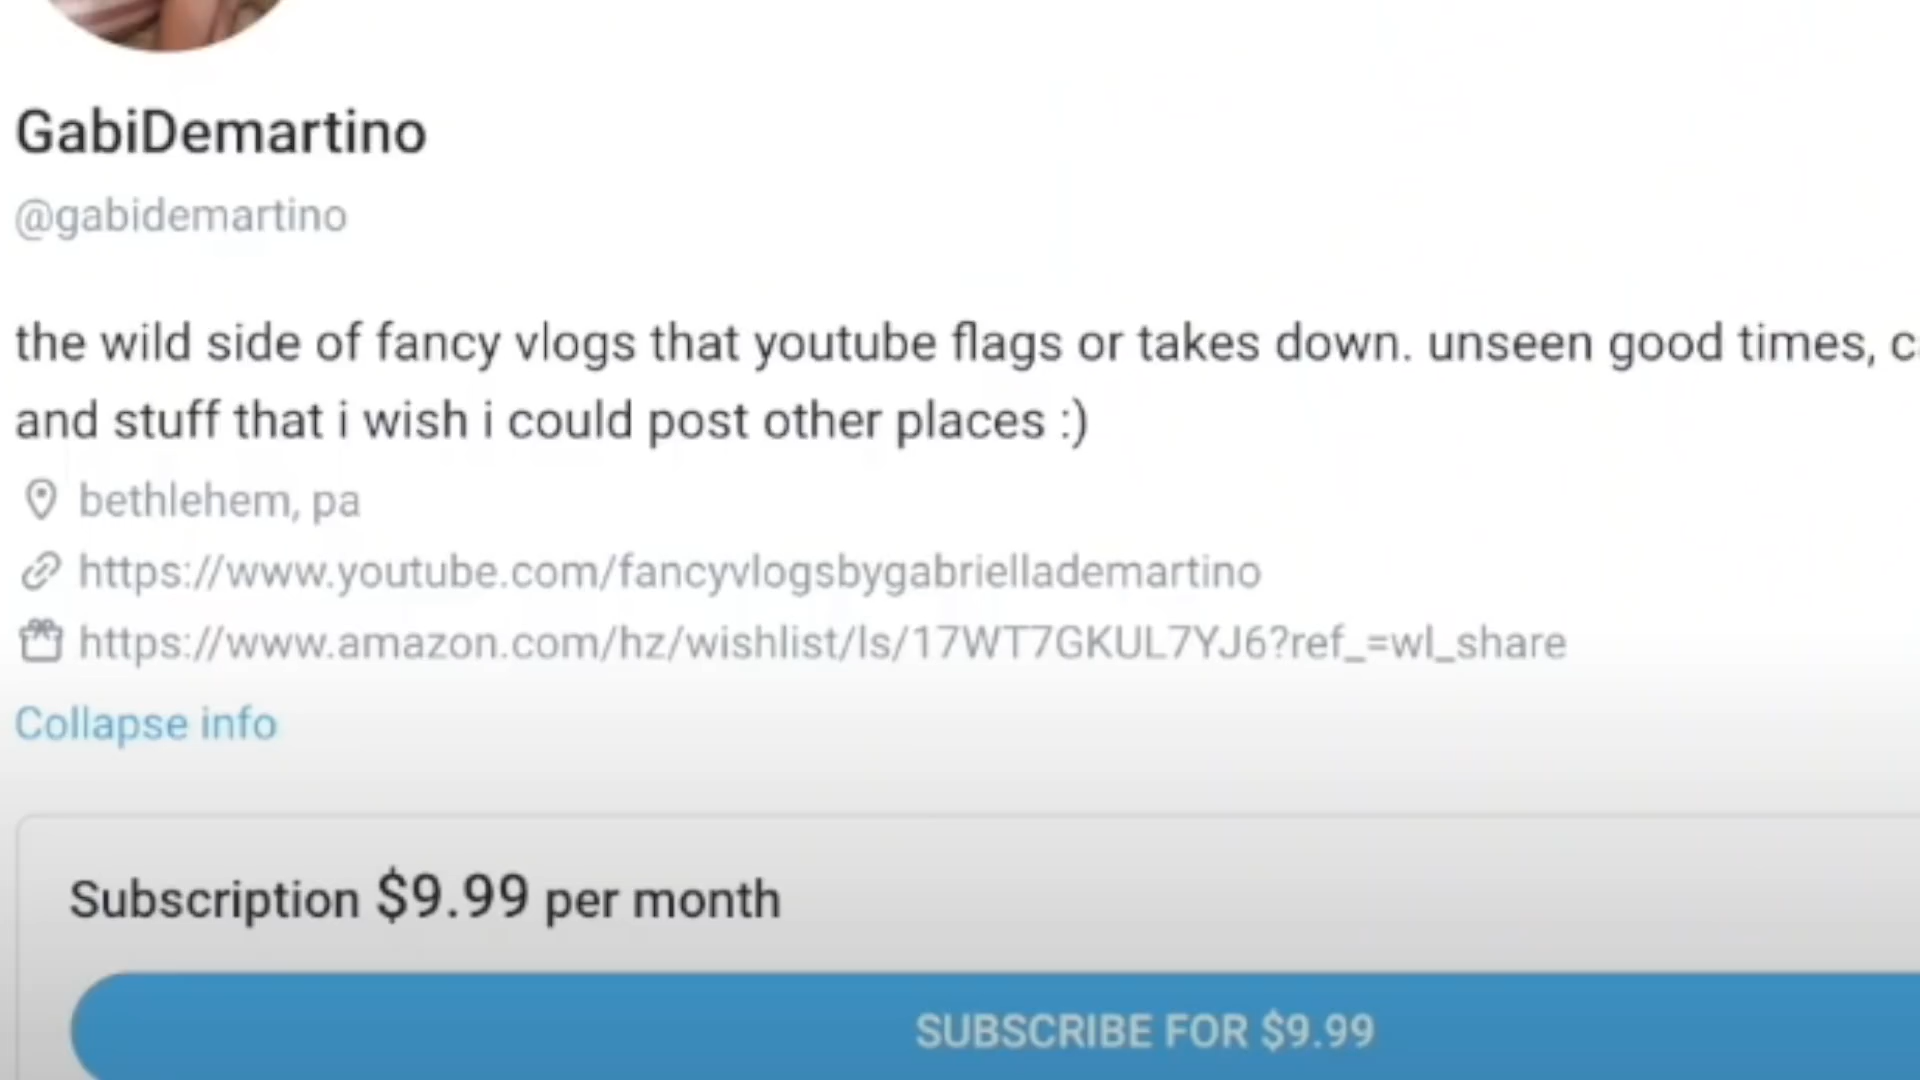 GabiDemartino
@gabidemartino
the wild side of fancy vlogs that youtube flags or takes down. unseen good times,
and stuff that i wish i could post other places :)
bethlehem, pa
https://www.youtube.com/fancyvlogsbygabriellademartino
https://www.amazon.com/hz/wishlist/ls/17WT7GKUL7YJ6?ref_=wl_share
Collapse info
Subscription $9.99 per month
SUBSCRIBE FOR $9.99